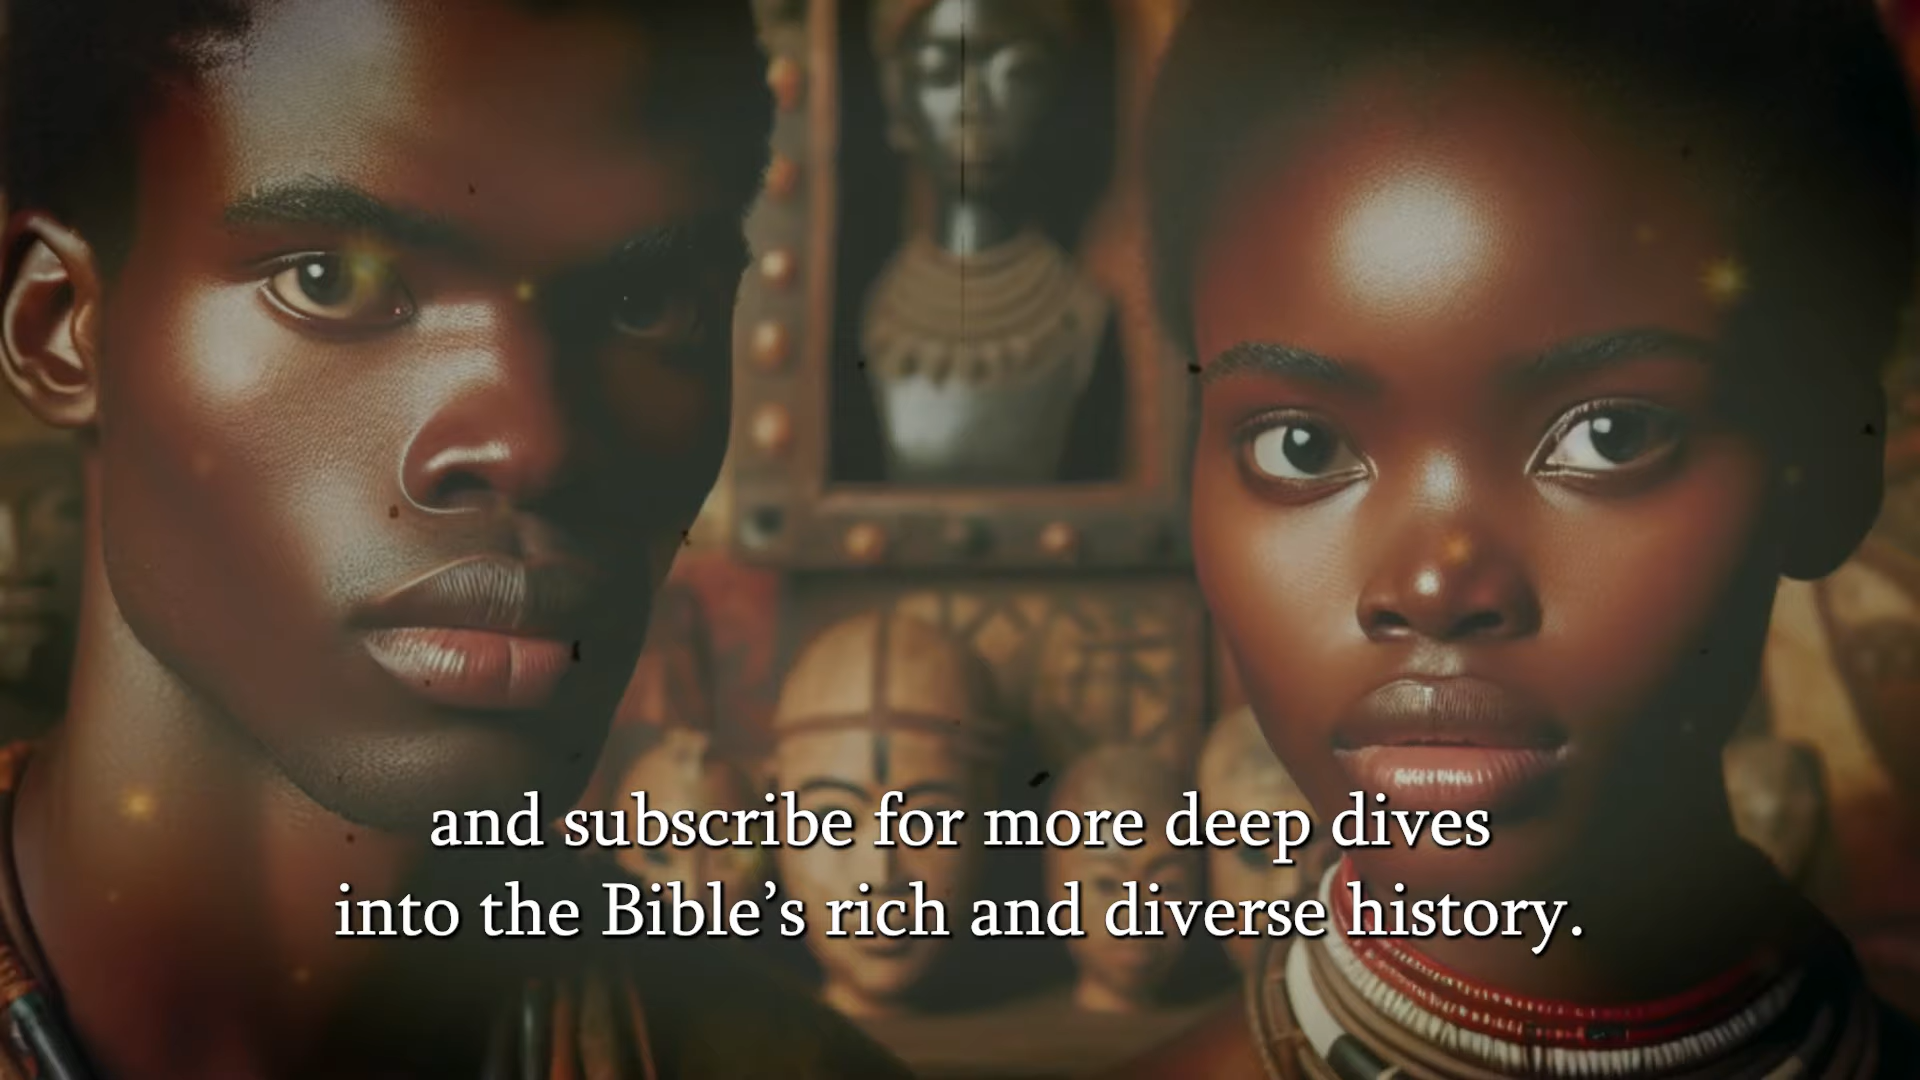 and subscribe for more deep dives
into the Bible’s rich and diverse history.